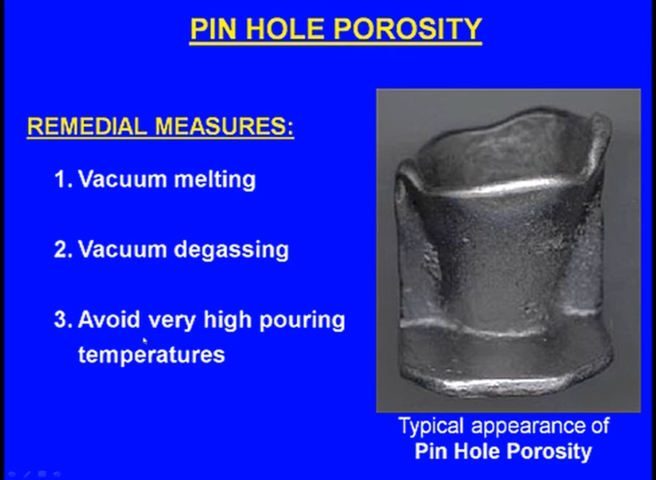 PIN HOLE POROSITY
REMEDIAL MEASURES:
1. Vacuum melting
2. Vacuum degassing
3. Avoid very high pouring
temperatures
Typical appearance of
Pin Hole Porosity